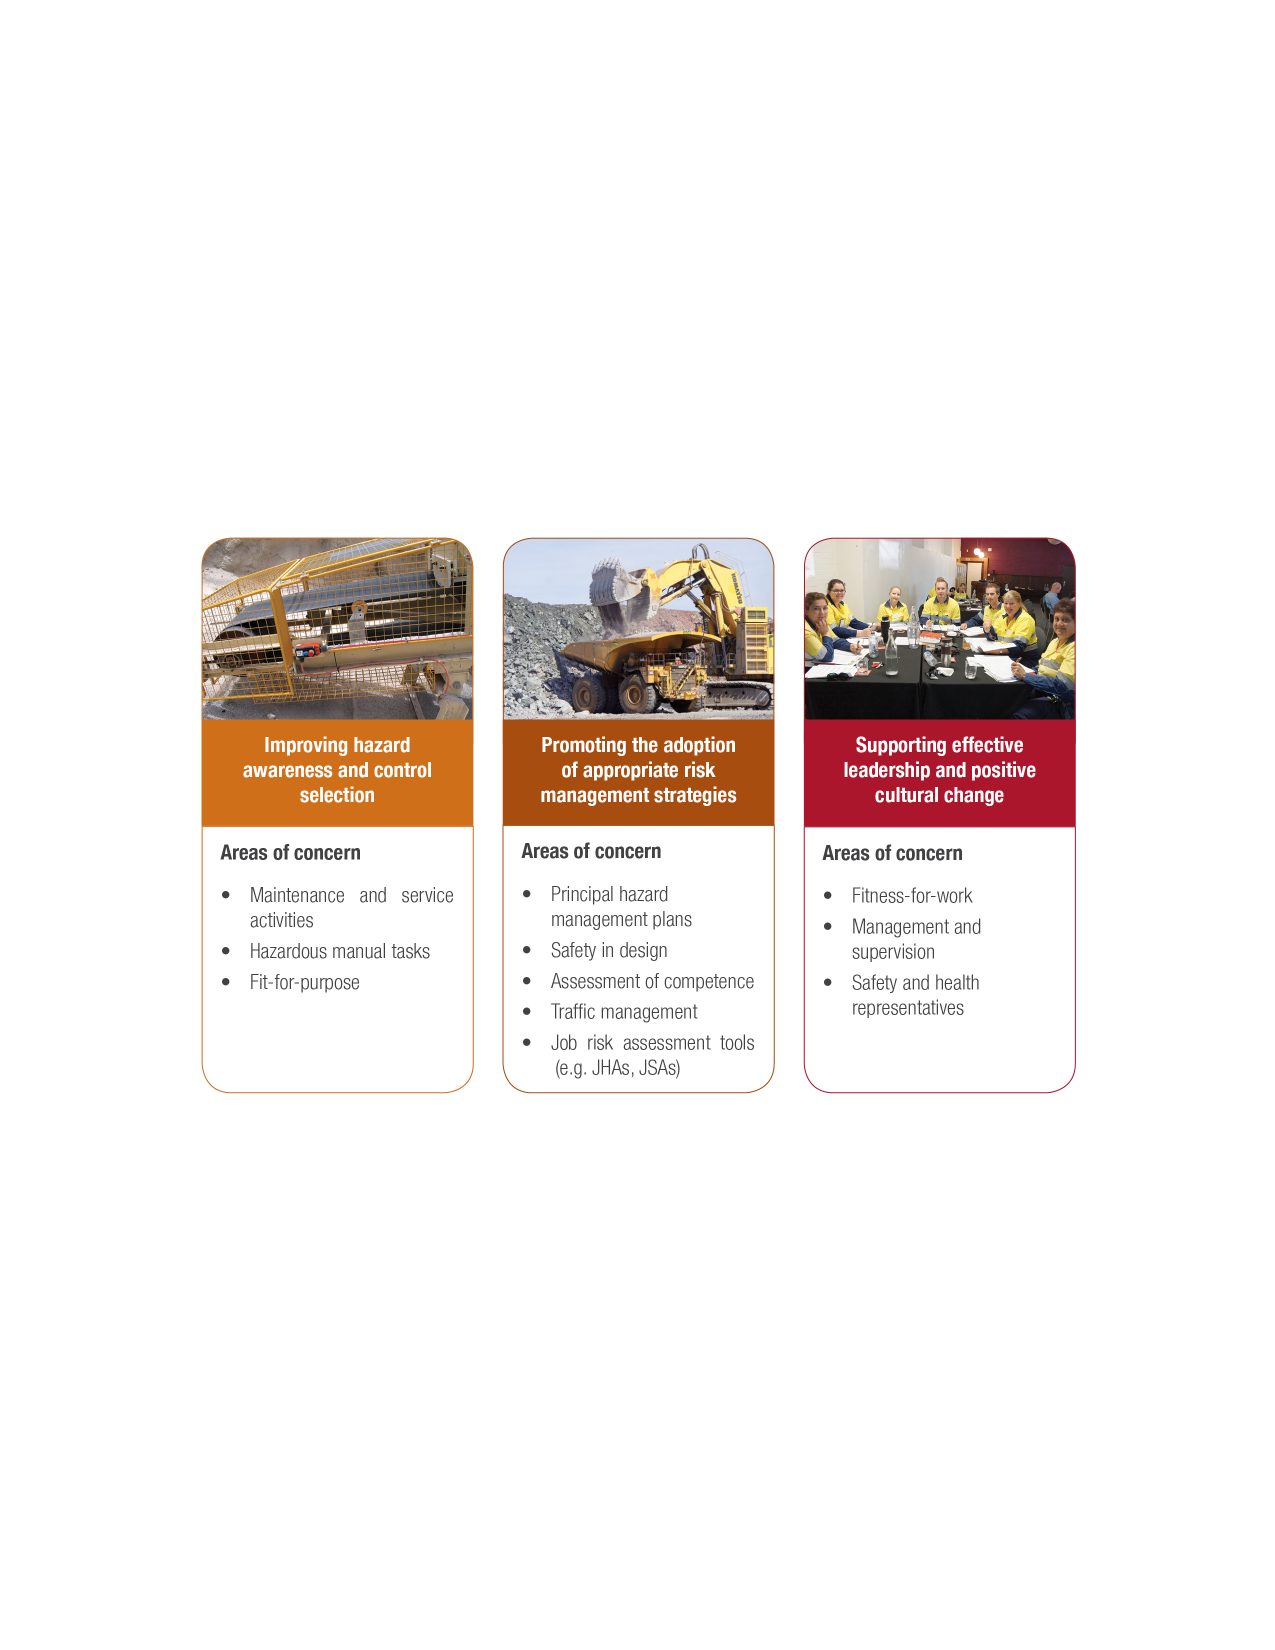 Improving hazard
awareness and control
selection
Areas of concern
• Maintenance and service
activities
• Hazardous manual tasks
• Fit-for-purpose
Promoting the adoption
of appropriate risk
management strategies
Areas of concern
• Principal hazard
management plans
• Safety in design
• Assessment of competence
• Traffic management
• Job risk assessment tools
(e.g. JHAs, JSAs)
Supporting effective
leadership and positive
cultural change
Areas of concern
• Fitness-for-work
• Management and
supervision
• Safety and health
representatives